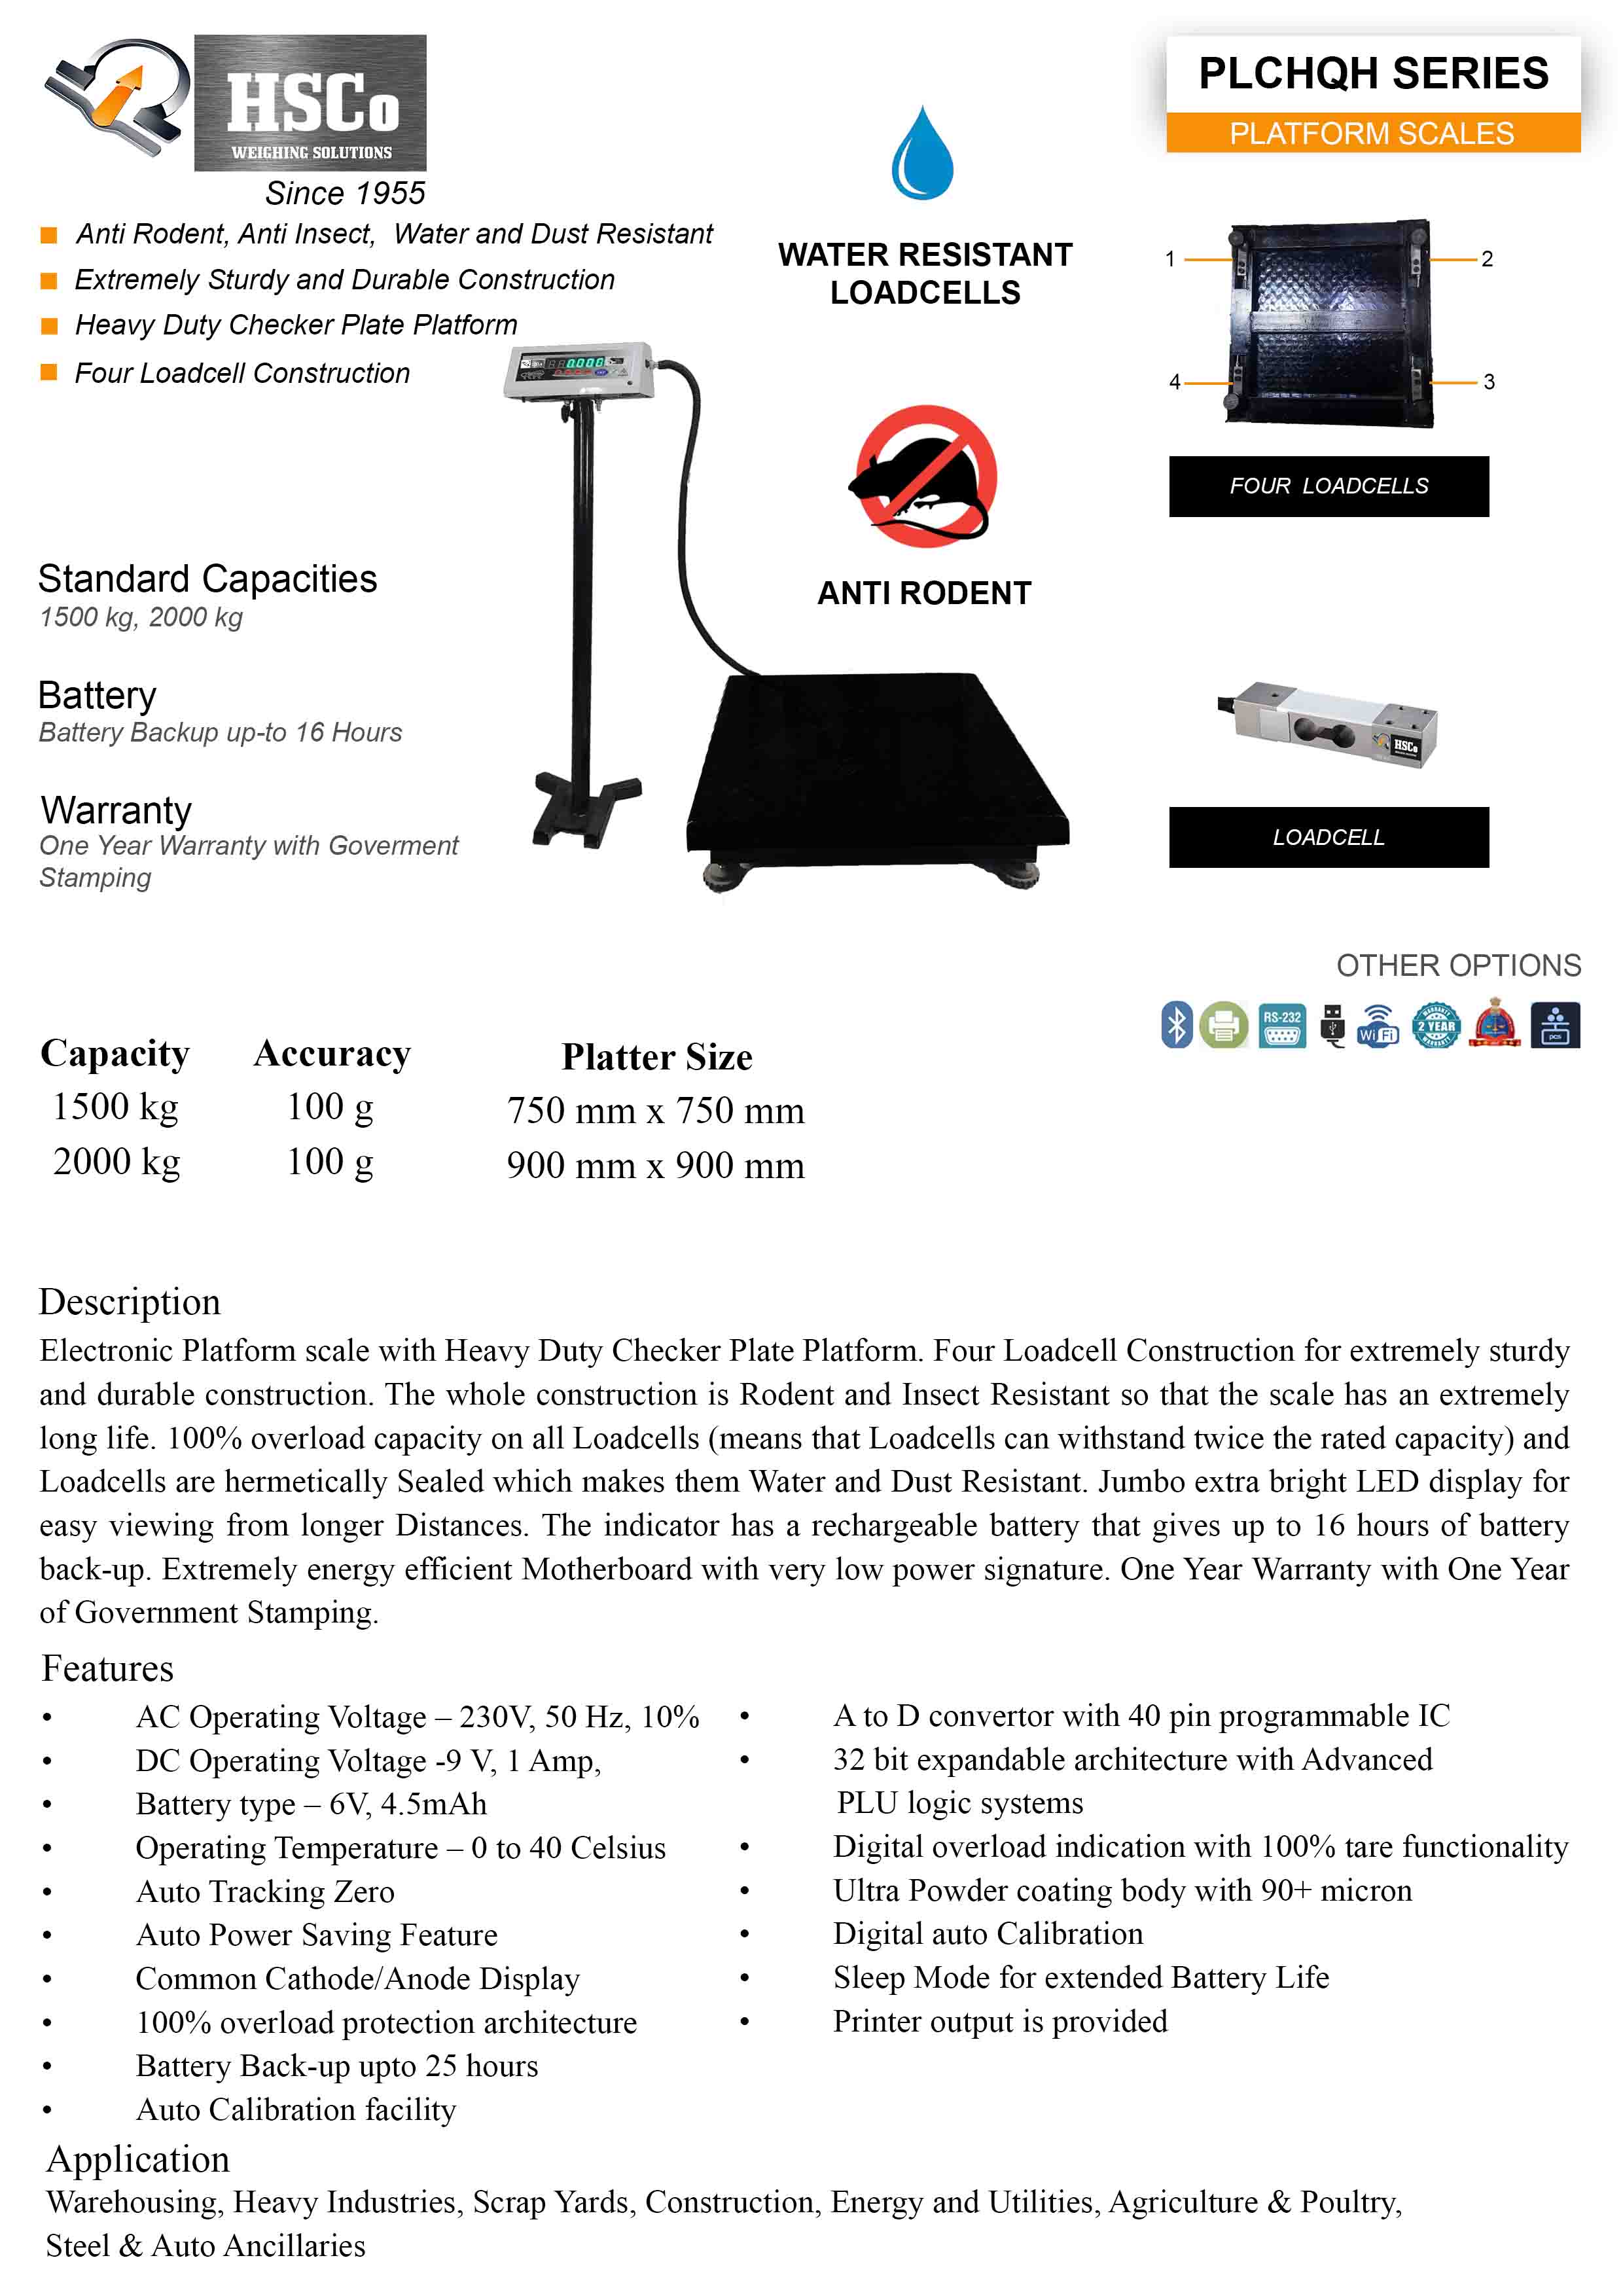 HSCo
WEIGHING SOLUTIONS
Since 1955
PLCHQH SERIES
PLATFORM SCALES
Anti Rodent, Anti Insect, Water and Dust Resistant
Extremely Sturdy and Durable Construction
Heavy Duty Checker Plate Platform
Four Loadcell Construction
WATER RESISTANT
LOADCELLS
ANTI RODENT
1
2
4
3
FOUR LOADCELLS
HSCo
LOADCELL
0.000
Standard Capacities
1500 kg, 2000 kg
Battery
Battery Backup up-to 16 Hours
Warranty
One Year Warranty with Goverment
Stamping
OTHER OPTIONS
RS-232
WiFi
WARRANTY
2 YEAR
WARRANTY
pcs
Capacity Accuracy Platter Size
1500 kg 100 g 750 mm x 750 mm
2000 kg 100 g 900 mm x 900 mm
Description
Electronic Platform scale with Heavy Duty Checker Plate Platform. Four Loadcell Construction for extremely sturdy
and durable construction. The whole construction is Rodent and Insect Resistant so that the scale has an extremely
long life. 100% overload capacity on all Loadcells (means that Loadcells can withstand twice the rated capacity) and
Loadcells are hermetically Sealed which makes them Water and Dust Resistant. Jumbo extra bright LED display for
easy viewing from longer Distances. The indicator has a rechargeable battery that gives up to 16 hours of battery
back-up. Extremely energy efficient Motherboard with very low power signature. One Year Warranty with One Year
of Government Stamping.
Features
• AC Operating Voltage – 230V, 50 Hz, 10%
• DC Operating Voltage -9 V, 1 Amp,
• Battery type – 6V, 4.5mAh
• Operating Temperature – 0 to 40 Celsius
• Auto Tracking Zero
• Auto Power Saving Feature
• Common Cathode/Anode Display
• 100% overload protection architecture
• Battery Back-up upto 25 hours
• Auto Calibration facility
• A to D convertor with 40 pin programmable IC
• 32 bit expandable architecture with Advanced
PLU logic systems
• Digital overload indication with 100% tare functionality
• Ultra Powder coating body with 90+ micron
• Digital auto Calibration
• Sleep Mode for extended Battery Life
• Printer output is provided
Application
Warehousing, Heavy Industries, Scrap Yards, Construction, Energy and Utilities, Agriculture & Poultry,
Steel & Auto Ancillaries